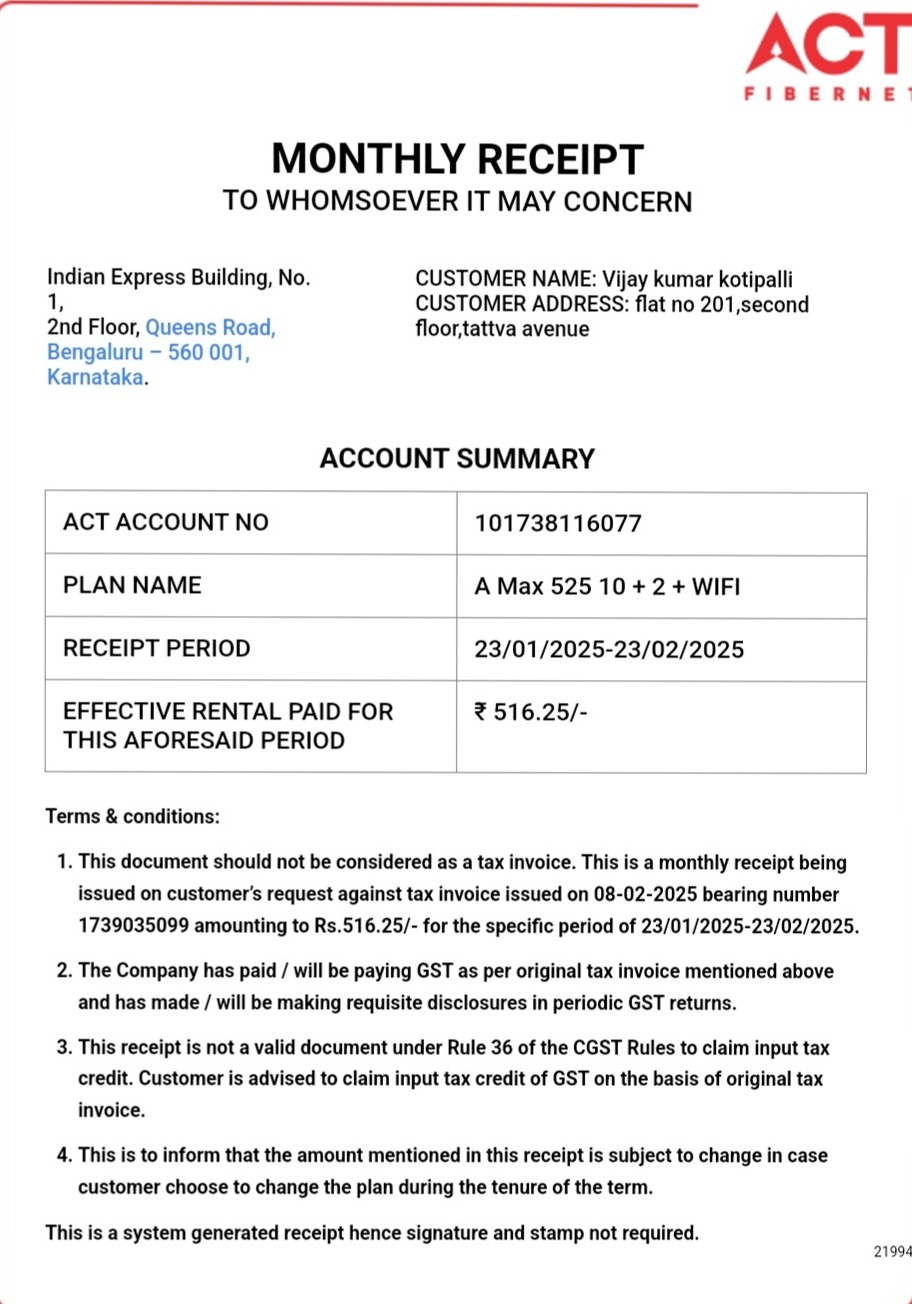 ACT
FIBERNET
MONTHLY RECEIPT
TO WHOMSOEVER IT MAY CONCERN
Indian Express Building, No.
1,
2nd Floor, Queens Road,
Bengaluru – 560 001,
Karnataka.
CUSTOMER NAME: Vijay kumar kotipalli
CUSTOMER ADDRESS: flat no 201,second
floor,tattva avenue
ACCOUNT SUMMARY
ACT ACCOUNT NO 101738116077
PLAN NAME A Max 525 10 + 2 + WIFI
RECEIPT PERIOD 23/01/2025-23/02/2025
EFFECTIVE RENTAL PAID FOR ₹ 516.25/-
THIS AFORESAID PERIOD
Terms & conditions:
1. This document should not be considered as a tax invoice. This is a monthly receipt being
issued on customer's request against tax invoice issued on 08-02-2025 bearing number
1739035099 amounting to Rs.516.25/- for the specific period of 23/01/2025-23/02/2025.
2. The Company has paid / will be paying GST as per original tax invoice mentioned above
and has made / will be making requisite disclosures in periodic GST returns.
3. This receipt is not a valid document under Rule 36 of the CGST Rules to claim input tax
credit. Customer is advised to claim input tax credit of GST on the basis of original tax
invoice.
4. This is to inform that the amount mentioned in this receipt is subject to change in case
customer choose to change the plan during the tenure of the term.
This is a system generated receipt hence signature and stamp not required.
21994